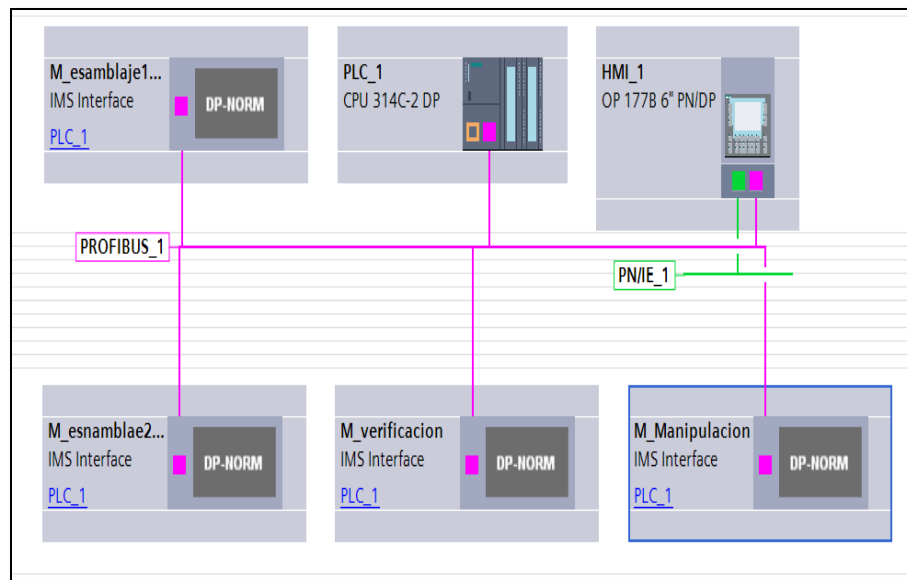 M_esamblaje1...
IMS Interface
DP-NORM
PLC_1
PLC_1
CPU 314C-2 DP
HMI_1
OP 177B 6" PN/DP
PROFIBUS_1
PN/IE_1
M_esnamblae2...
IMS Interface
DP-NORM
PLC_1
M_verificacion
IMS Interface
DP-NORM
PLC_1
M_Manipulacion
IMS Interface
DP-NORM
PLC_1